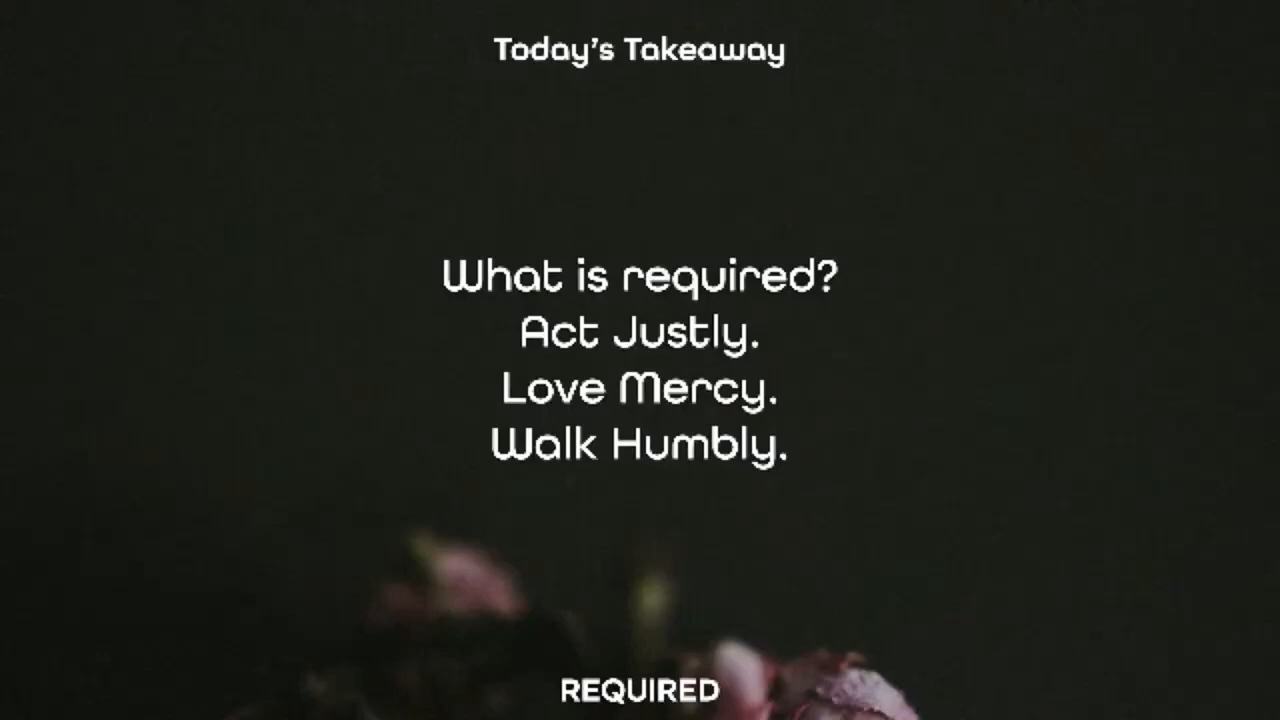 Today's Takeaway
What is required?
Act Justly.
Love Mercy.
Walk Humbly.
REQUIRED